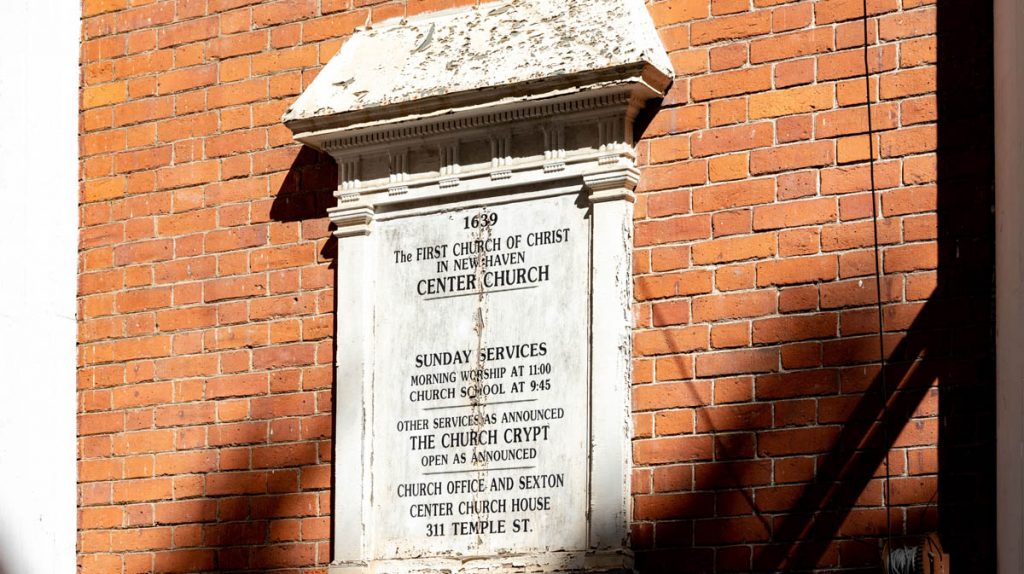 1639
The FIRST CHURCH OF CHRIST
IN NEW HAVEN
CENTER CHURCH
SUNDAY SERVICES
MORNING WORSHIP AT 11:00
CHURCH SCHOOL AT 9:45
OTHER SERVICES AS ANNOUNCED
THE CHURCH CRYPT
OPEN AS ANNOUNCED
CHURCH OFFICE AND SEXTON
CENTER CHURCH HOUSE
311 TEMPLE ST.